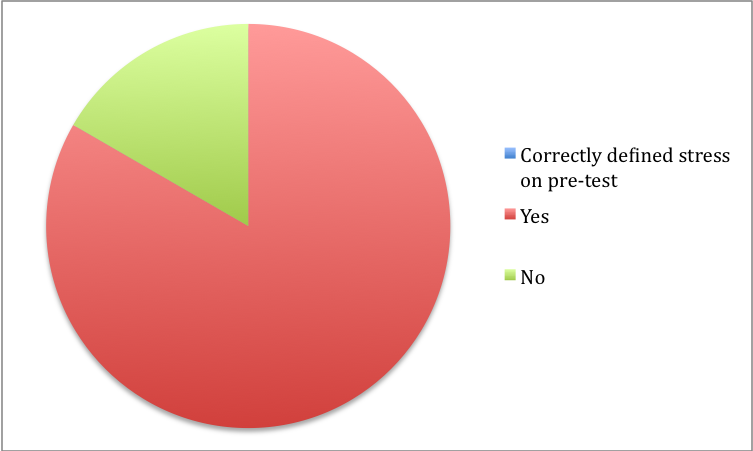 Correctly defined stress
on pre-test
Yes
No